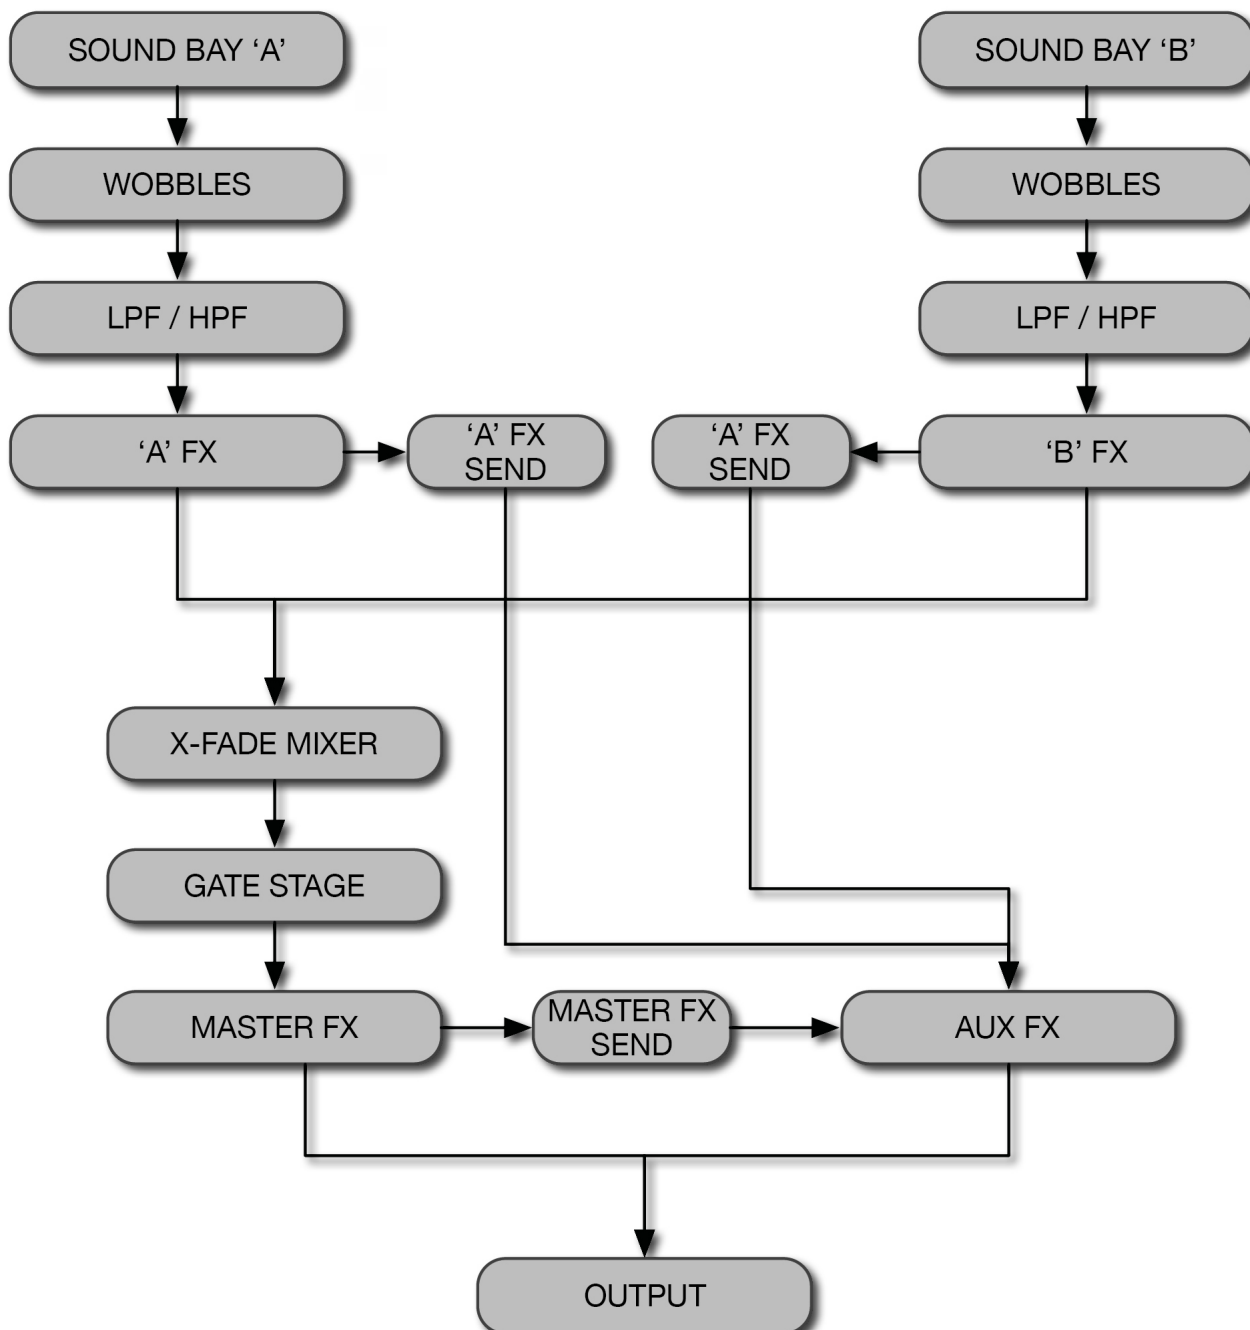 SOUND BAY ‘A’
SOUND BAY ‘B’
WOBBLES
WOBBLES
LPF / HPF
LPF / HPF
‘A’ FX
‘A’ FX
SEND
‘A’ FX
SEND
‘B’ FX
X-FADE MIXER
GATE STAGE
MASTER FX
MASTER FX
SEND
AUX FX
OUTPUT